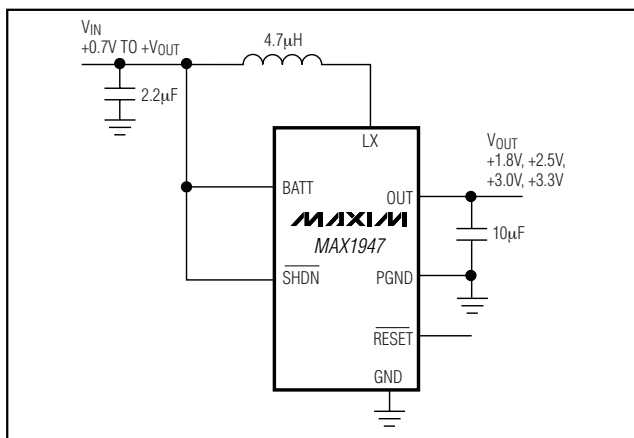 VIN
+0.7V TO +VOUT
4.7µH
2.2µF
LX
VOUT
+1.8V, +2.5V,
+3.0V, +3.3V
BATT
OUT
MAXIM
MAX1947
10µF
SHDN
PGND
RESET
GND